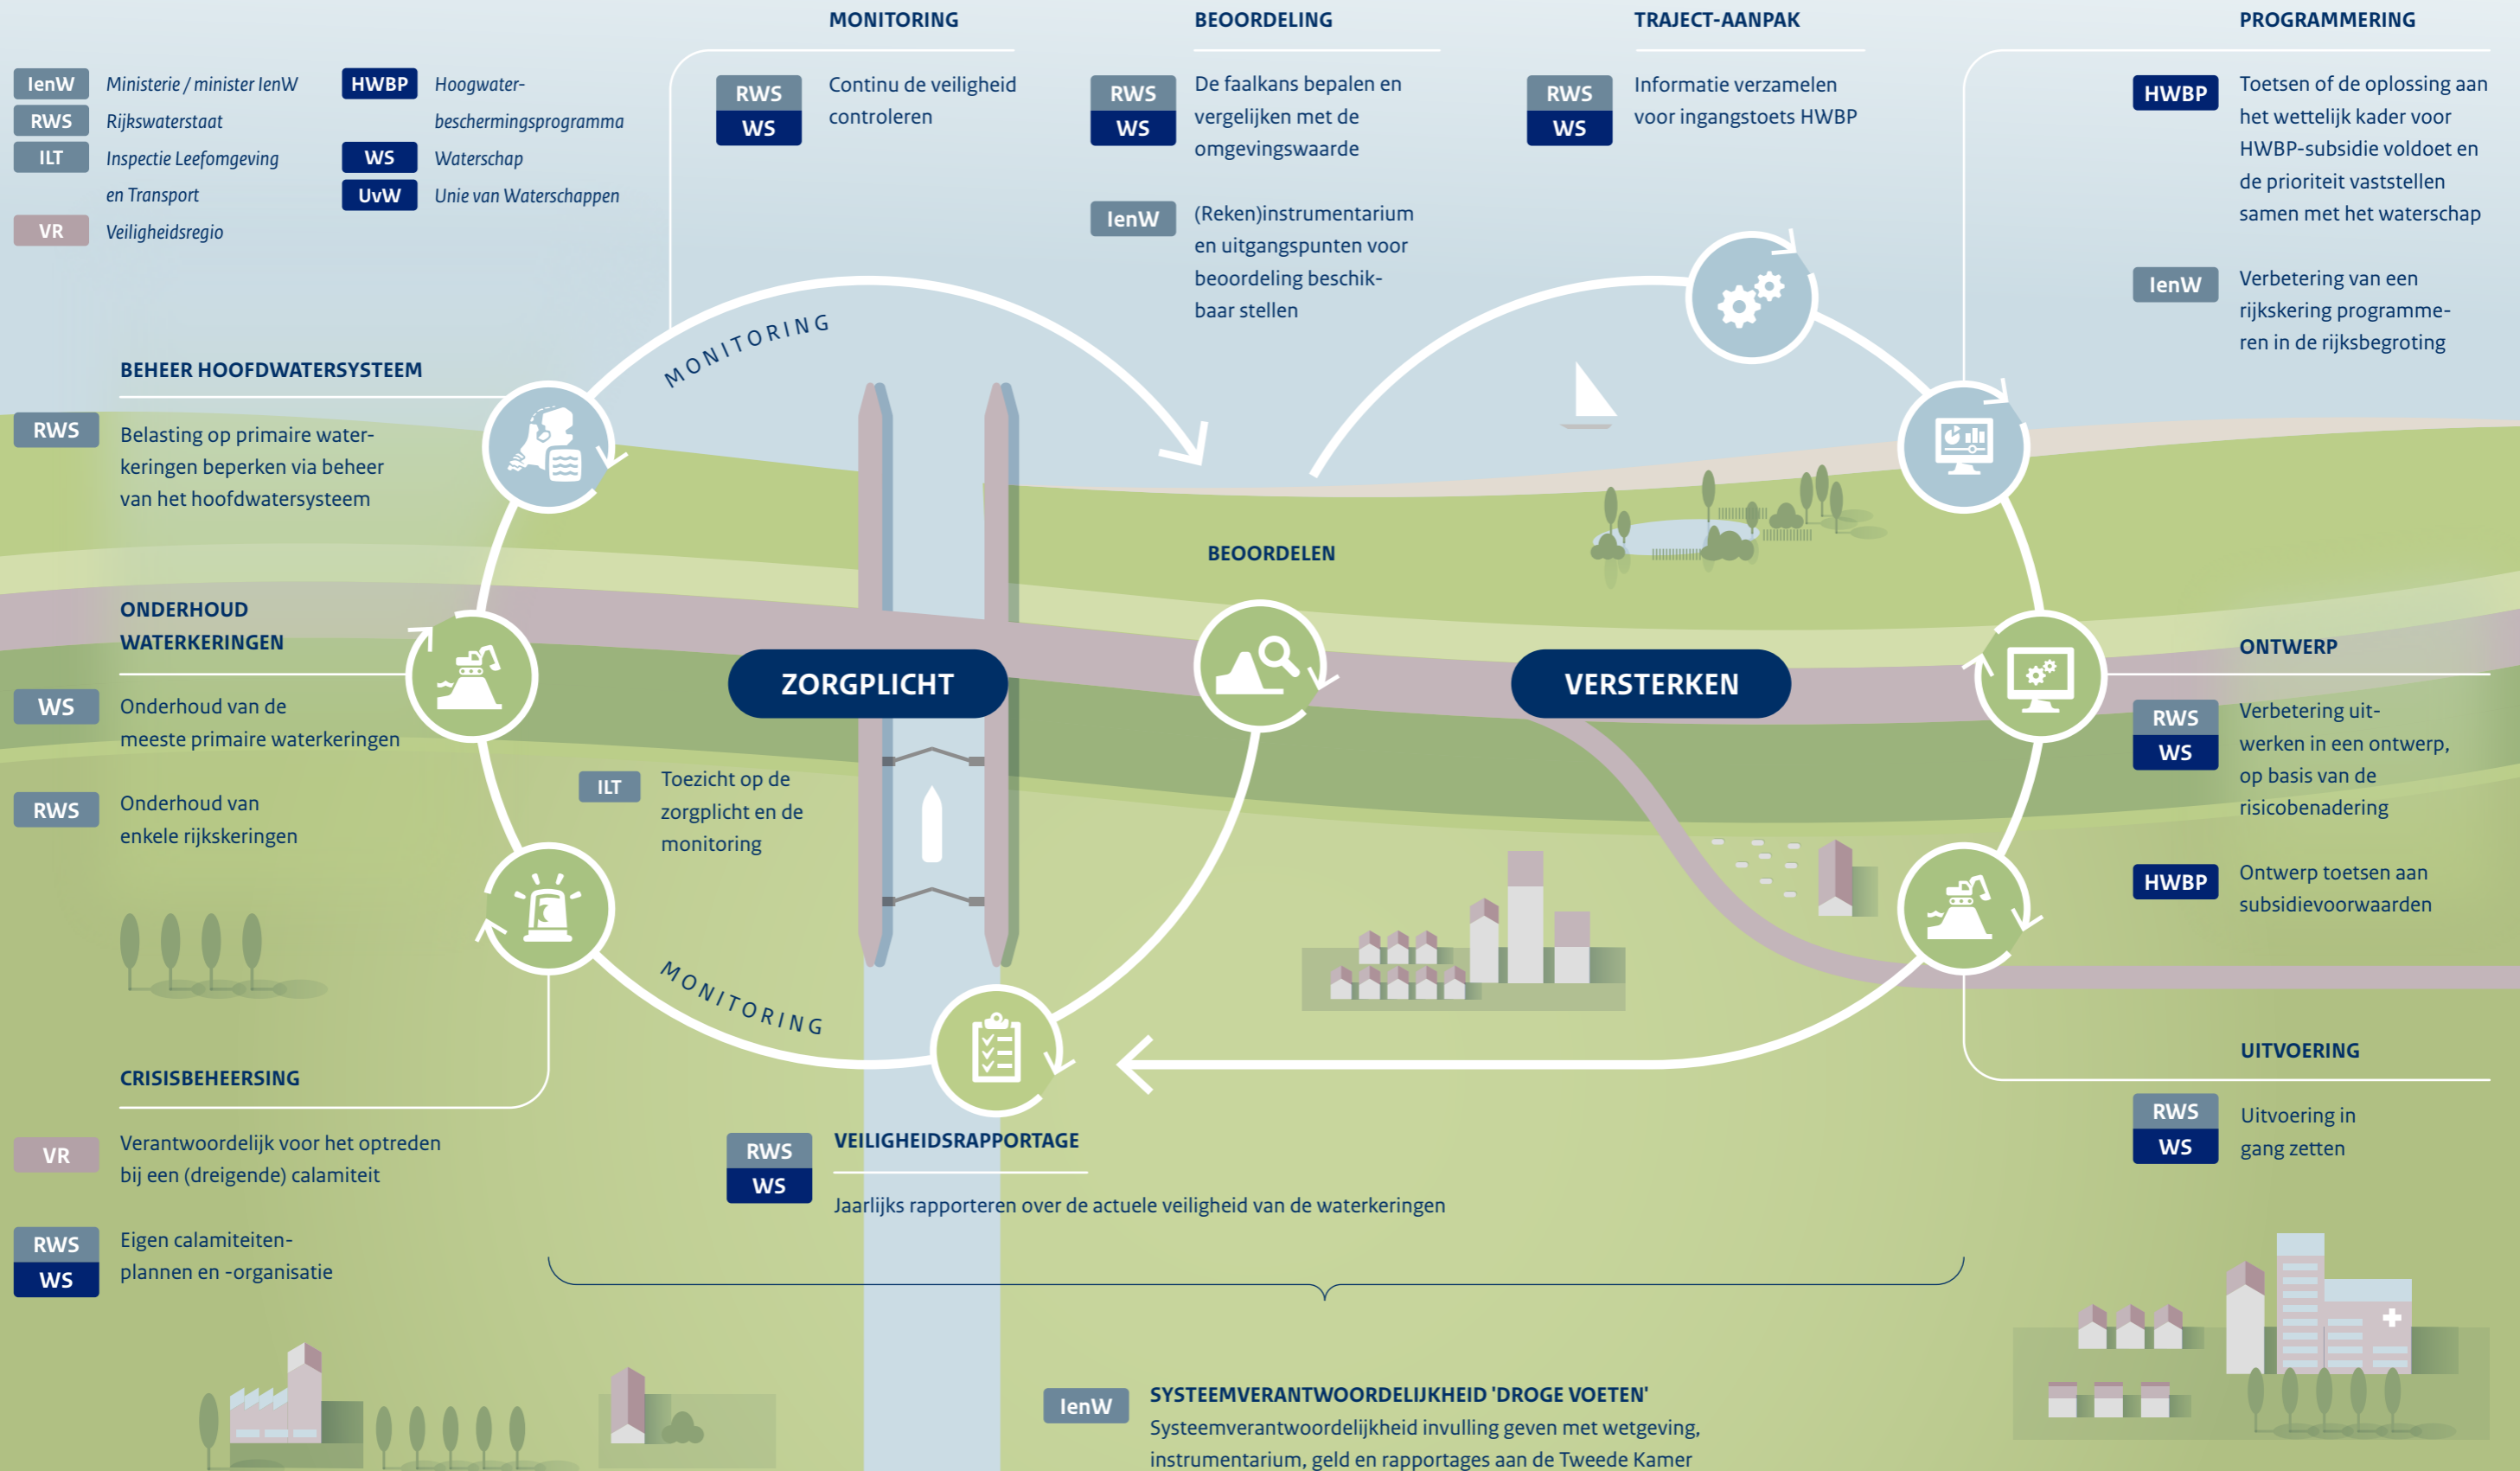 IenW Ministerie / minister IenW
RWS Rijkswaterstaat
ILT Inspectie Leefomgeving
en Transport
VR Veiligheidsregio
HWBP Hoogwater-
beschermingsprogramma
WS Waterschap
UvW Unie van Waterschappen
MONITORING
RWS
WS
Continu de veiligheid
controleren
BEOORDELING
RWS
WS
De faalkans bepalen en
vergelijken met de
omgevingswaarde
IenW
(Reken)instrumentarium
en uitgangspunten voor
beoordeling beschik-
baar stellen
TRAJECT-AANPAK
RWS
WS
Informatie verzamelen
voor ingangstoets HWBP
PROGRAMMERING
HWBP
Toetsen of de oplossing aan
het wettelijk kader voor
HWBP-subsidie voldoet en
de prioriteit vaststellen
samen met het waterschap
IenW
Verbetering van een
rijkskering programme-
ren in de rijksbegroting
MONITORING
BEHEER HOOFDWATERSYSTEEM
RWS
Belasting op primaire water-
keringen beperken via beheer
van het hoofdwatersysteem
BEOORDELEN
ONDERHOUD
WATERKERINGEN
WS
Onderhoud van de
meeste primaire waterkeringen
RWS
Onderhoud van
enkele rijkskeringen
ZORGPLICHT
VERSTERKEN
ILT
Toezicht op de
zorgplicht en de
monitoring
ONTWERP
RWS
WS
Verbetering uit-
werken in een ontwerp,
op basis van de
risicobenadering
HWBP
Ontwerp toetsen aan
subsidievoorwaarden
MONITORING
CRISISBEHEERSING
VR
Verantwoordelijk voor het optreden
bij een (dreigende) calamiteit
RWS
WS
Eigen calamiteiten-
plannen en -organisatie
RWS
WS
VEILIGHEIDSRAPPORTAGE
Jaarlijks rapporteren over de actuele veiligheid van de waterkeringen
UITVOERING
RWS
WS
Uitvoering in
gang zetten
IenW
SYSTEEMVERANTWOORDELIJKHEID 'DROGE VOETEN'
Systeemverantwoordelijkheid invulling geven met wetgeving,
instrumentarium, geld en rapportages aan de Tweede Kamer